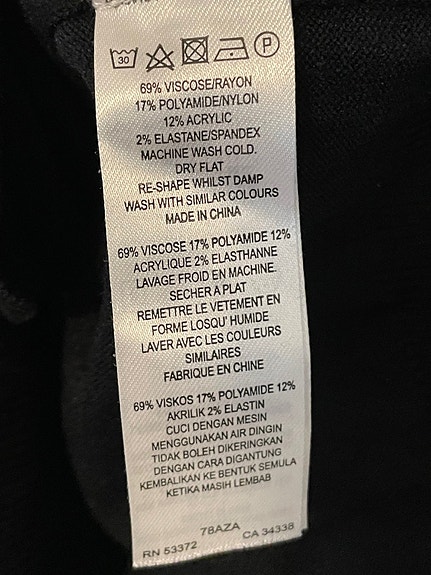 30 P
69% VISCOSE/RAYON
17% POLYAMIDE/NYLON
12% ACRYLIC
2% ELASTANE/SPANDEX
MACHINE WASH COLD.
DRY FLAT
RE-SHAPE WHILST DAMP
WASH WITH SIMILAR COLOURS
MADE IN CHINA
69% VISCOSE 17% POLYAMIDE 12%
ACRYLIQUE 2% ELASTHANNE
LAVAGE FROID EN MACHINE.
SECHER A PLAT
REMETTRE LE VETEMENT EN
FORME LOSQU' HUMIDE
LAVER AVEC LES COULEURS
SIMILAIRES
FABRIQUE EN CHINE
69% VISKOS 17% POLYAMIDE 12%
AKRILIK 2% ELASTIN
CUCI DENGAN MESIN
MENGGUNAKAN AIR DINGIN
TIDAK BOLEH DIKERINGKAN
DENGAN CARA DIGANTUNG
KEMBALIKAN KE BENTUK SEMULA
KETIKA MASIH LEMBAB
7BAZA
RN 53372 CA 34338